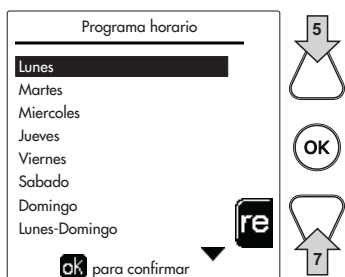 Programa horario
Lunes
Martes
Miercoles
Jueves
Viernes
Sabado
Domingo
Lunes-Domingo
re
ok para confirmar
5
OK
7